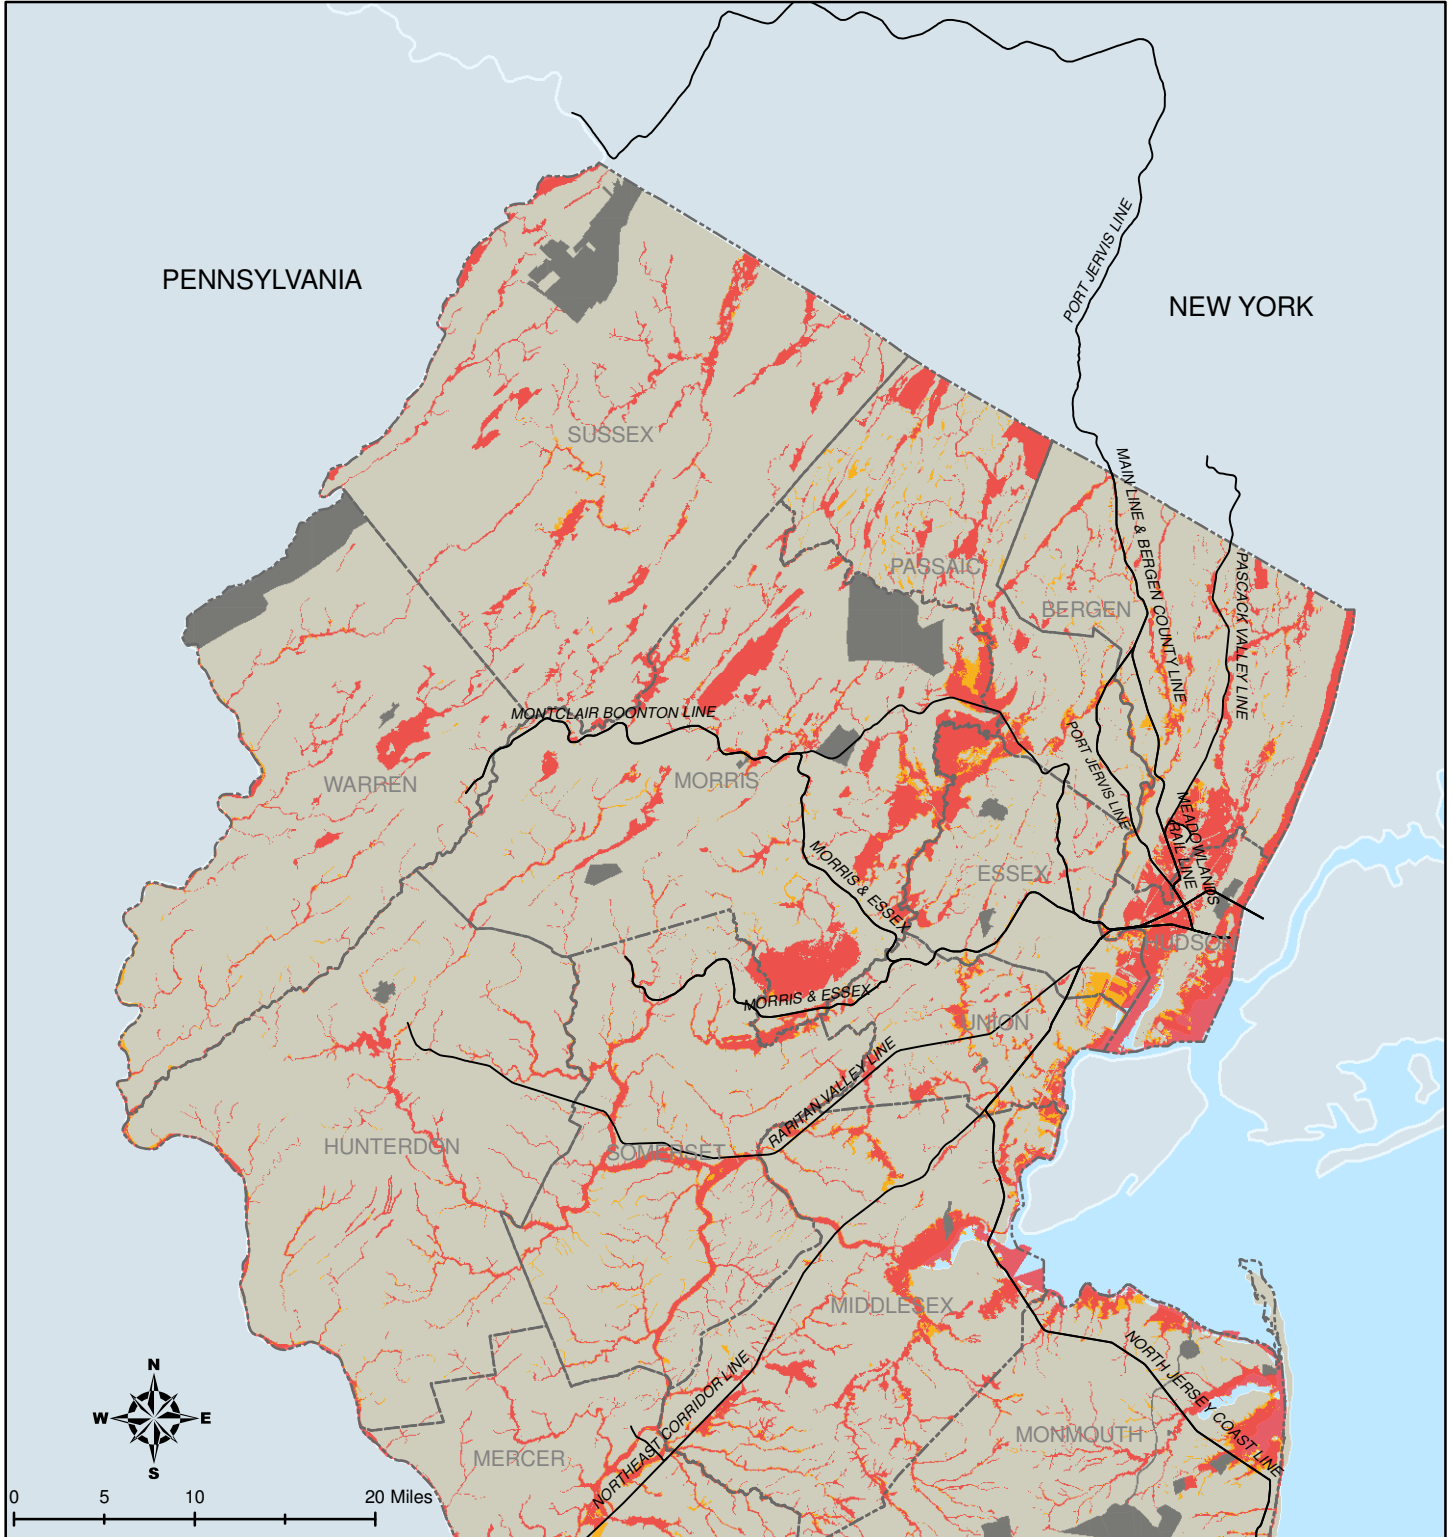 PENNSYLVANIA
NEW YORK
PORT JERVIS LINE
SUSSEX
MAIN LINE & BERGEN COUNTY LINE
PASCACK VALLEY LINE
PASSAIC
BERGEN
MONTCLAIR BOONTON LINE
PORT JERVIS LINE
WARREN
MORRIS
MEADOWLANDS
RAIL LINE
MORRIS & ESSEX
ESSEX
HUDSON
MORRIS & ESSEX
UNION
RARITAN VALLEY LINE
HUNTERDON
SOMERSET
MIDDLESEX
NORTH JERSEY COAST LINE
NORTHEAST CORRIDOR LINE
MONMOUTH
MERCER
N
W E
S
0 5 10 20 Miles